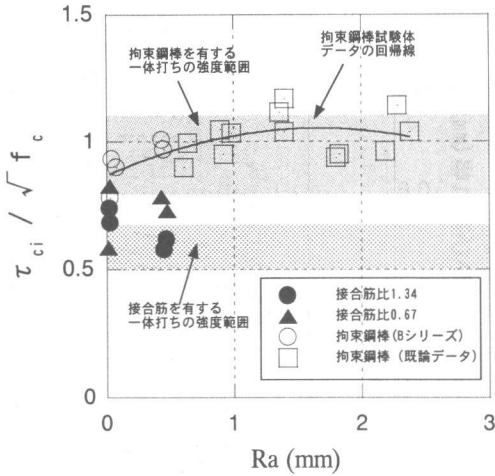 1.5
拘束鋼棒を有する
一体打ちの強度範囲
拘束鋼棒試験体
データの回帰線
1
τci / √fc
0.5
接合筋を有する
一体打ちの強度範囲
接合筋比1.34
接合筋比0.67
拘束鋼棒(Bシリーズ)
拘束鋼棒 (既論データ)
0
0
1
2
3
Ra (mm)